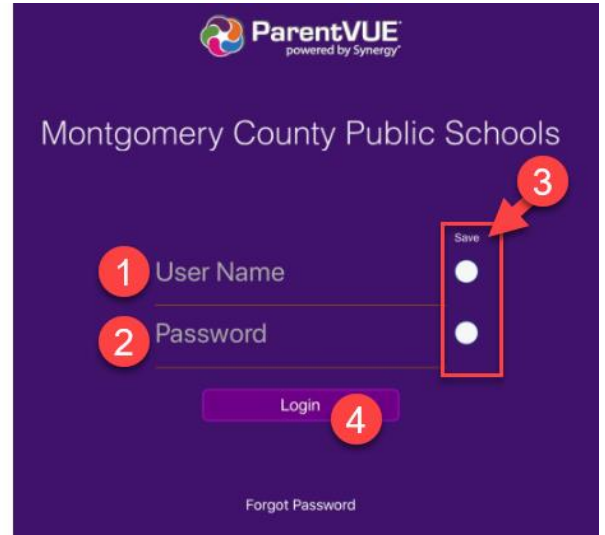 ParentVUE
powered by Synergy
Montgomery County Public Schools
3
Save
1 User Name
2 Password
Login 4
Forgot Password